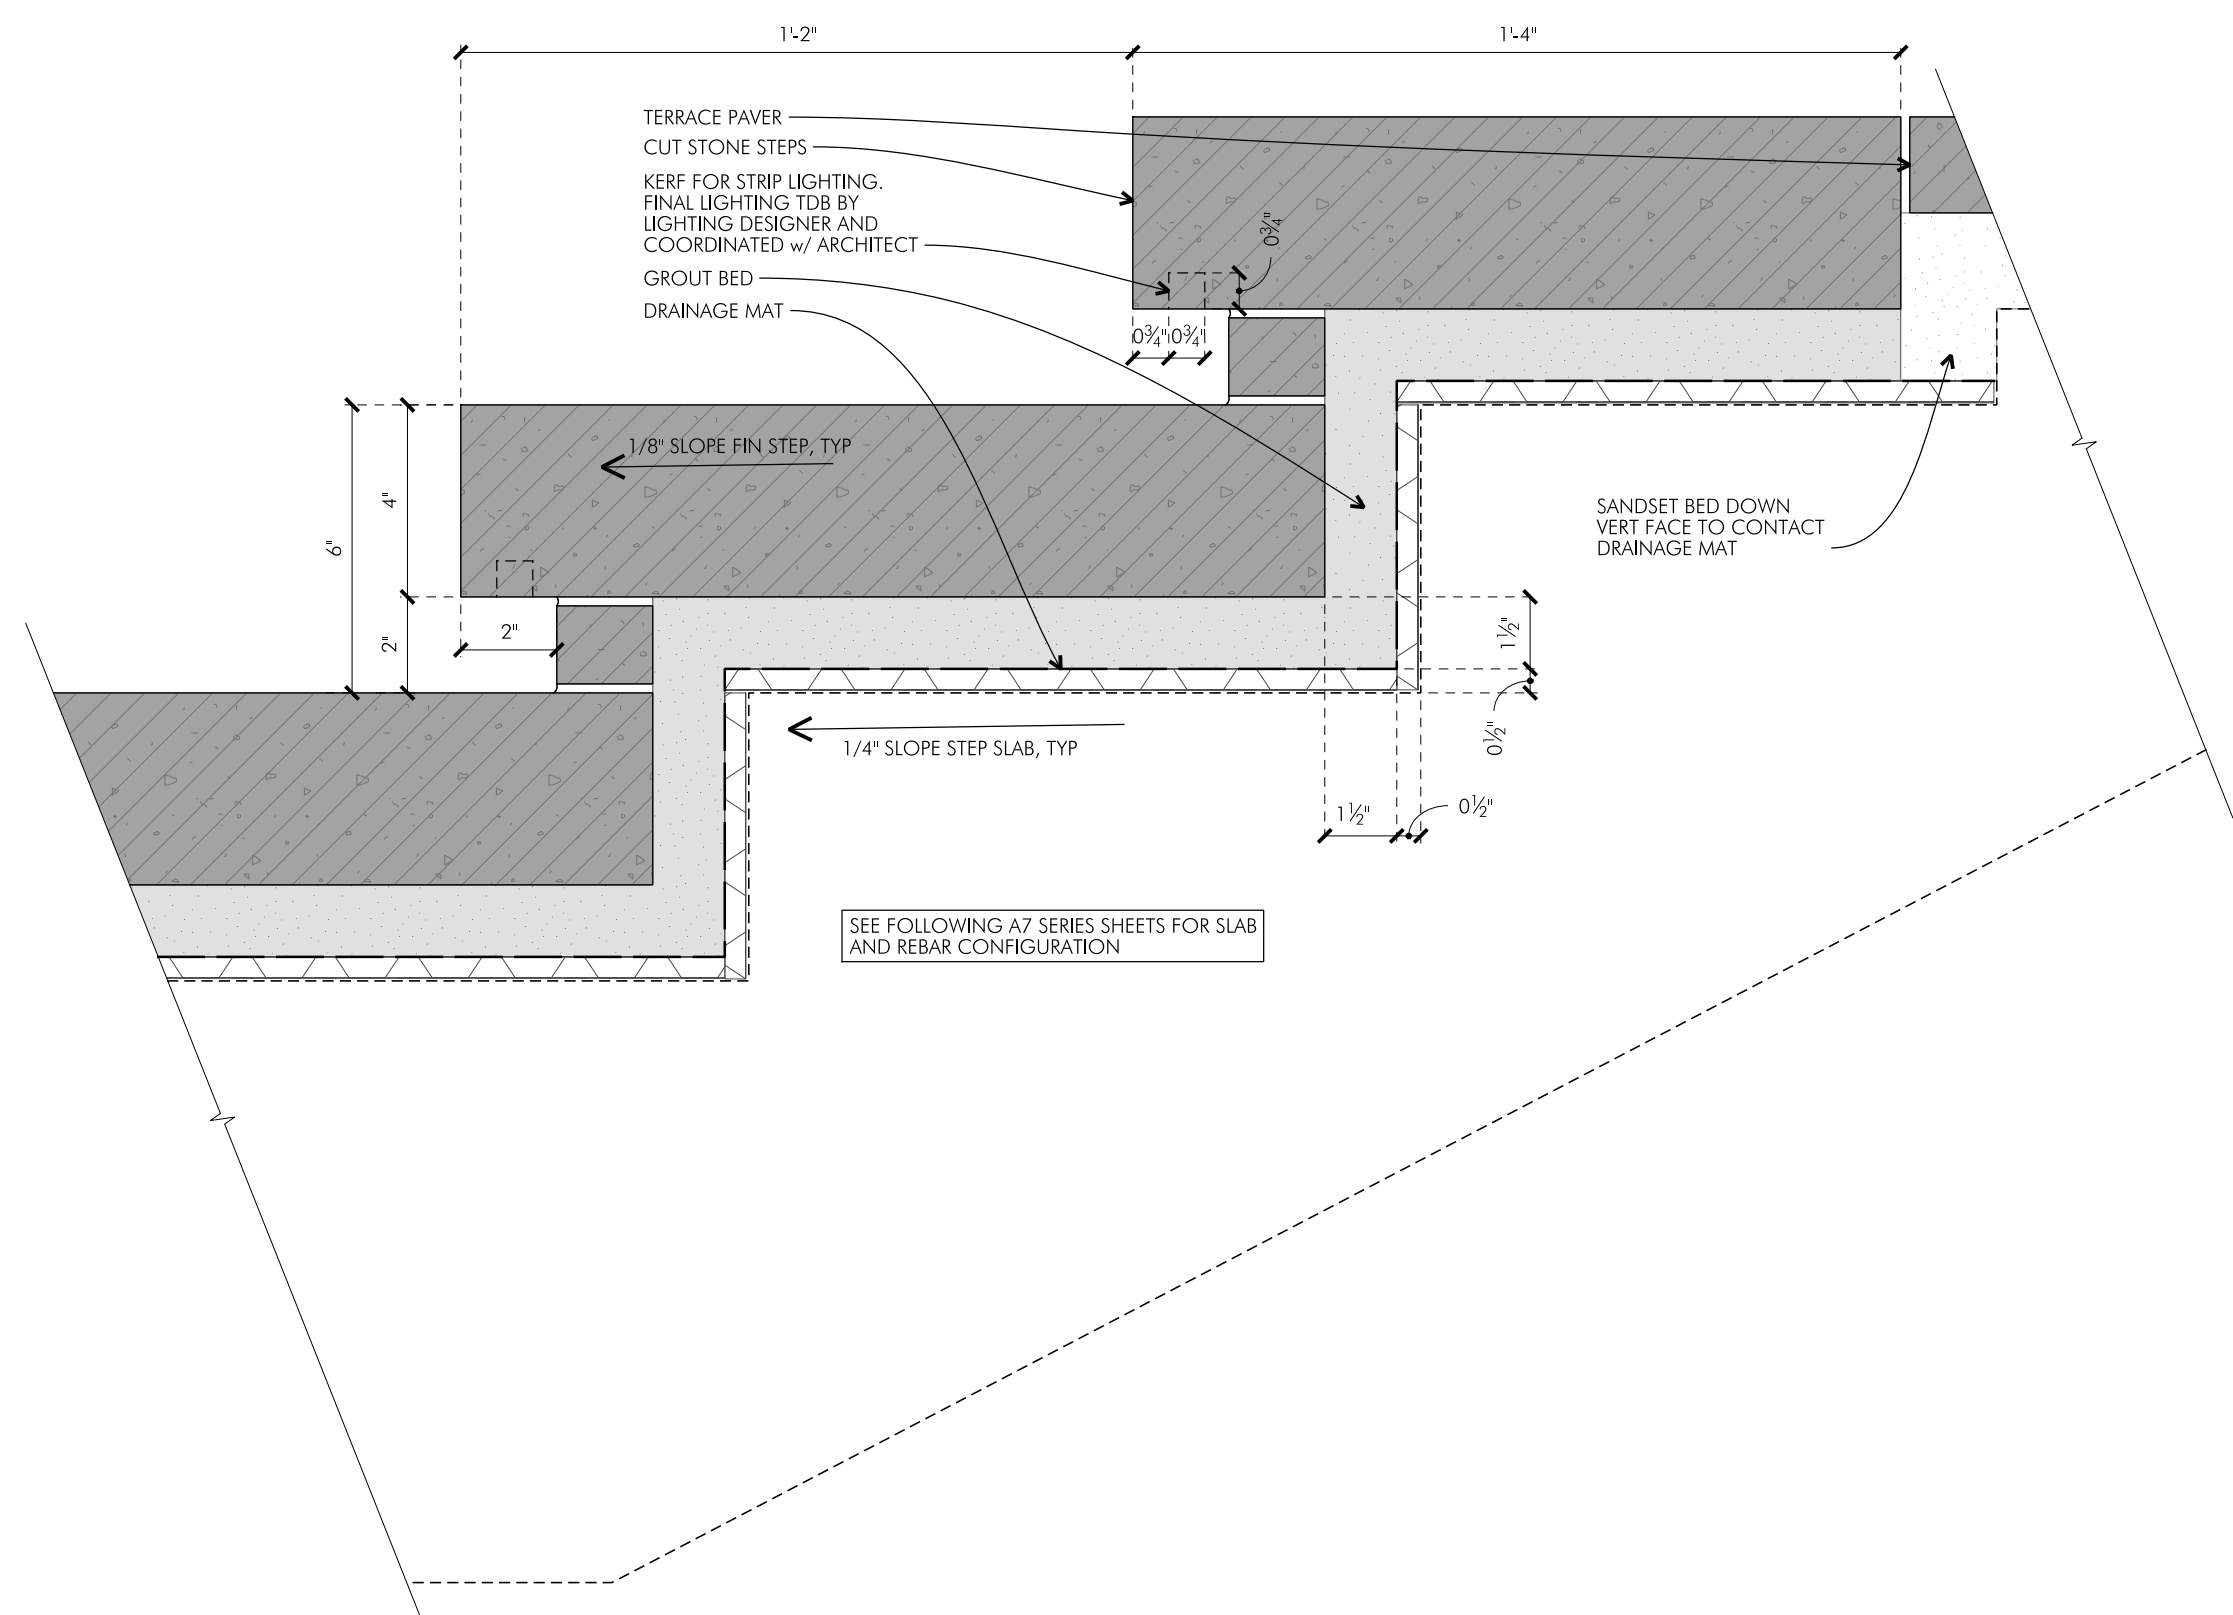 1'-2"
1'-4"
TERRACE PAVER
CUT STONE STEPS
KERF FOR STRIP LIGHTING.
FINAL LIGHTING TDB BY
LIGHTING DESIGNER AND
COORDINATED w/ ARCHITECT
GROUT BED
DRAINAGE MAT
0¾"
0¾"
0¾"
1/8" SLOPE FIN STEP, TYP
4"
6"
2"
2"
SANDSET BED DOWN
VERT FACE TO CONTACT
DRAINAGE MAT
1½"
0½"
1/4" SLOPE STEP SLAB, TYP
1½"
0½"
SEE FOLLOWING A7 SERIES SHEETS FOR SLAB
AND REBAR CONFIGURATION